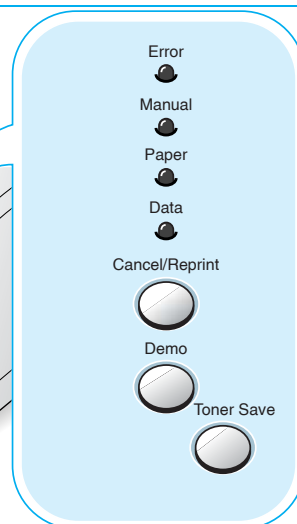 Error
Manual
Paper
Data
Cancel/Reprint
Demo
Toner Save